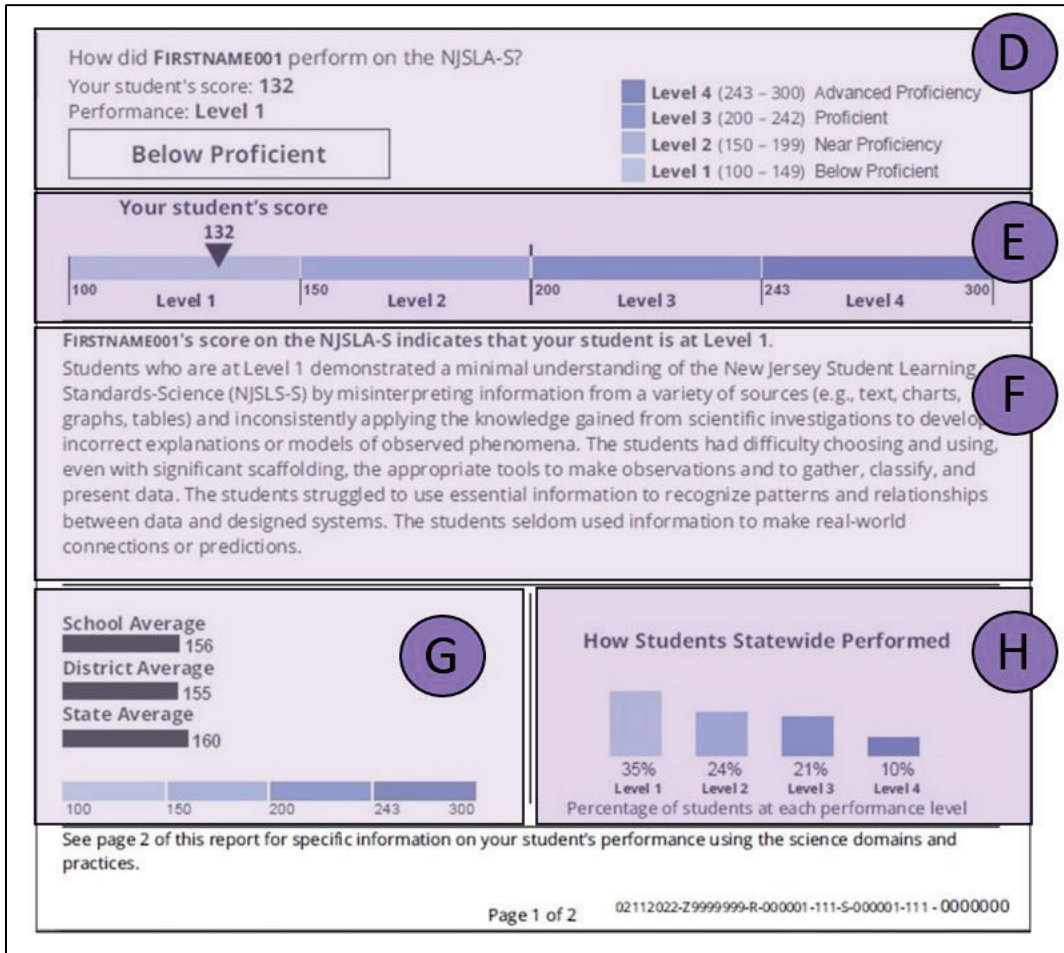 D
How did FIRSTNAME001 perform on the NJSLA-S?
Your student's score: 132
Performance: Level 1
Below Proficient
Level 4 (243 – 300) Advanced Proficiency
Level 3 (200 – 242) Proficient
Level 2 (150 – 199) Near Proficiency
Level 1 (100 – 149) Below Proficient
E
Your student's score
132
100 150 200 243 300
Level 1 Level 2 Level 3 Level 4
F
FIRSTNAME001's score on the NJSLA-S indicates that your student is at Level 1.
Students who are at Level 1 demonstrated a minimal understanding of the New Jersey Student Learning
Standards-Science (NJSLS-S) by misinterpreting information from a variety of sources (e.g., text, charts,
graphs, tables) and inconsistently applying the knowledge gained from scientific investigations to develop
incorrect explanations or models of observed phenomena. The students had difficulty choosing and using,
even with significant scaffolding, the appropriate tools to make observations and to gather, classify, and
present data. The students struggled to use essential information to recognize patterns and relationships
between data and designed systems. The students seldom used information to make real-world
connections or predictions.
G
School Average
156
District Average
155
State Average
160
100 150 200 243 300
H
How Students Statewide Performed
35% 24% 21% 10%
Level 1 Level 2 Level 3 Level 4
Percentage of students at each performance level
See page 2 of this report for specific information on your student's performance using the science domains and
practices.
Page 1 of 2
02112022-Z9999999-R-000001-111-S-000001-111 - 0000000